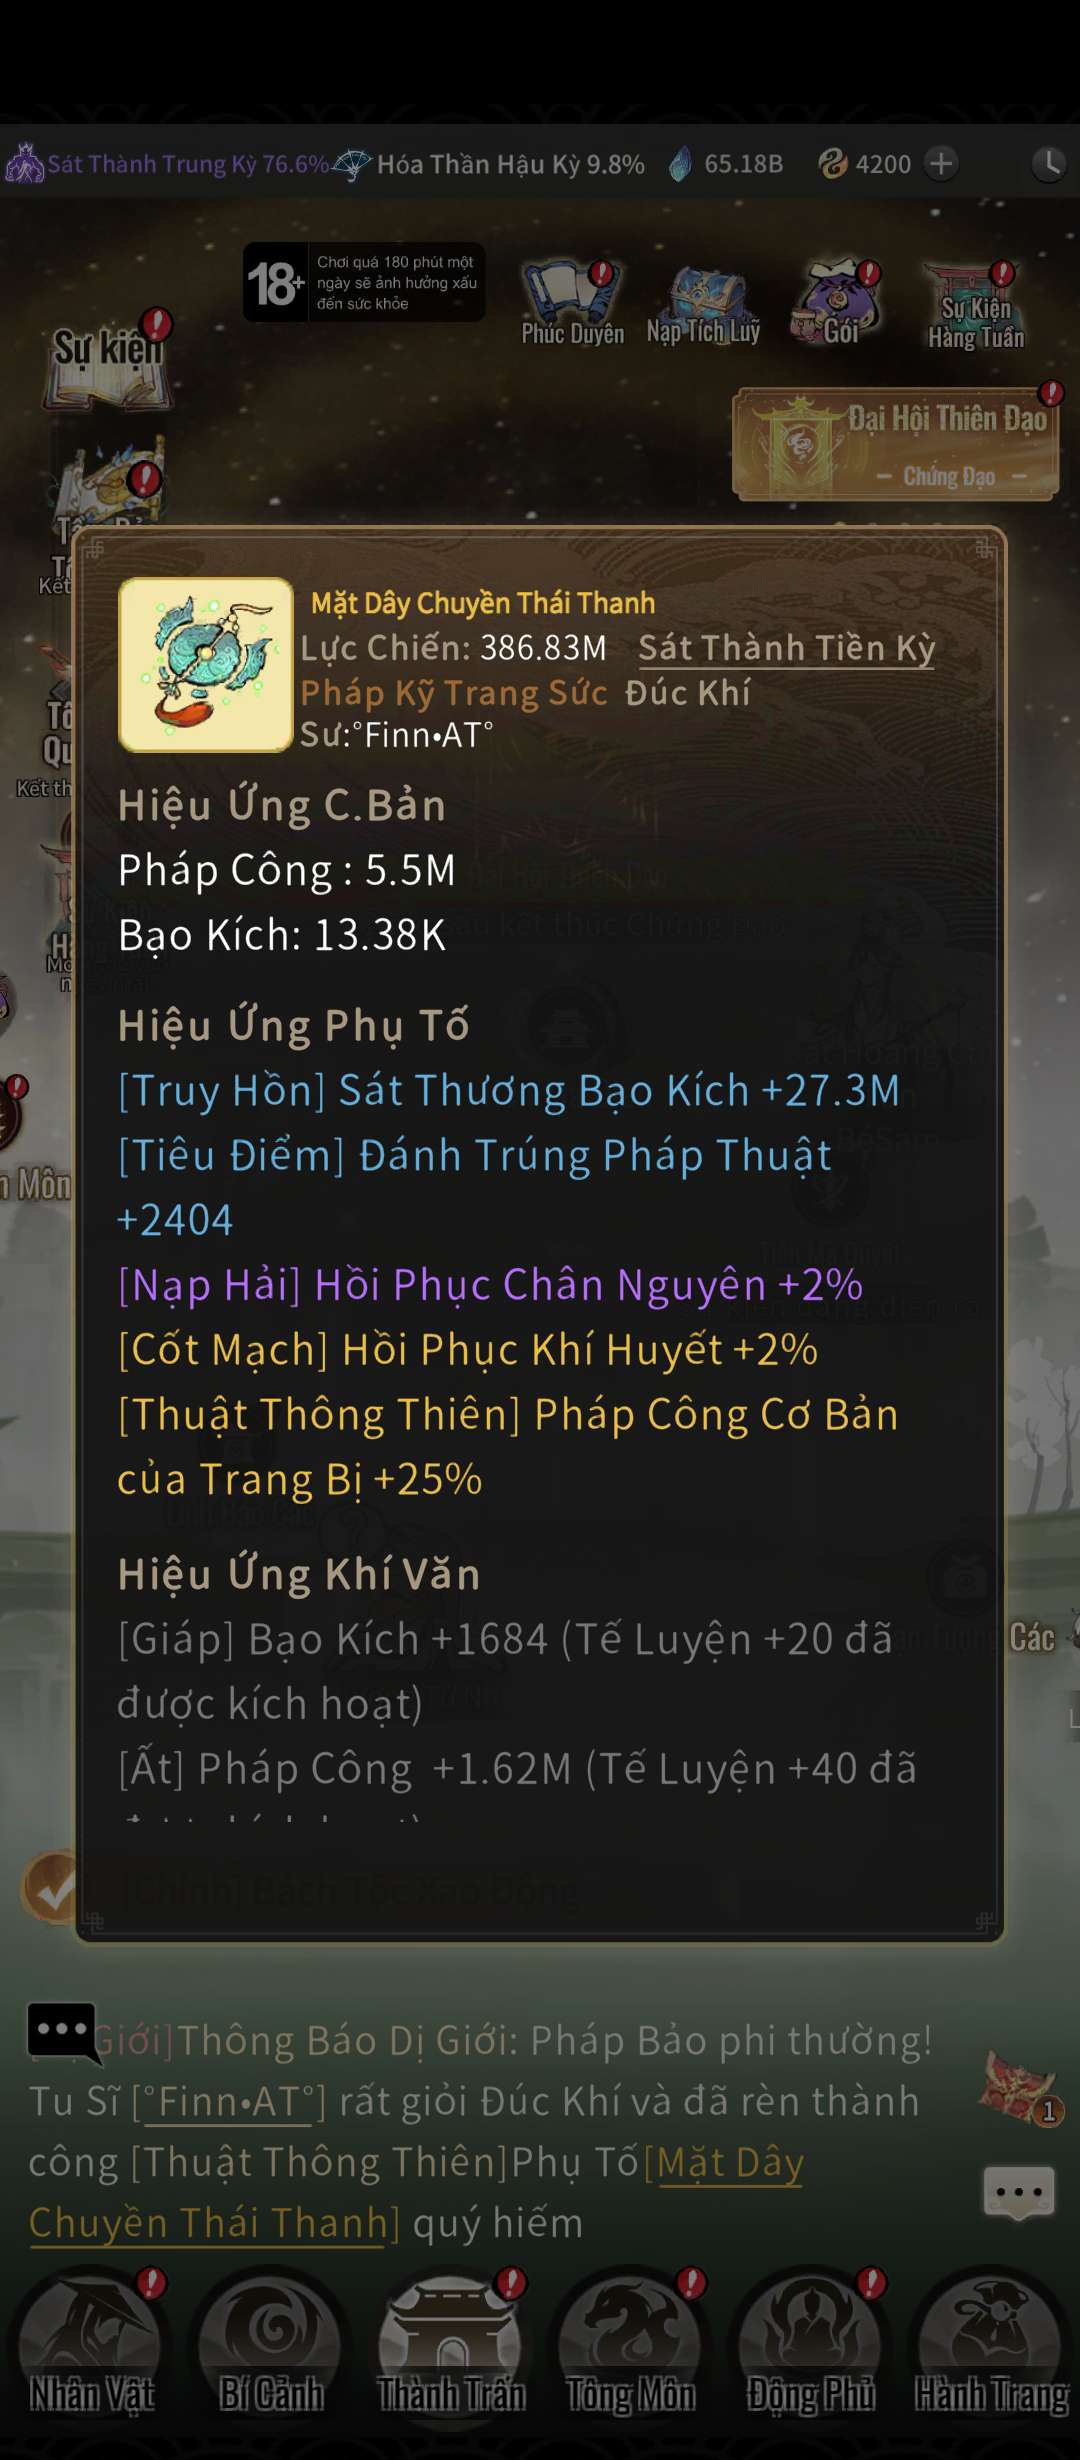 Sát Thành Trung Kỳ 76.6% Hóa Thần Hậu Kỳ 9.8% 65.18B 4200
18+ Chơi quá 180 phút một
ngày sẽ ảnh hưởng xấu
đến sức khỏe
Phúc Duyên Nạp Tích Luỹ Gói Sự Kiện
Hàng Tuần
Sự kiện
Đại Hội Thiên Đạo
Chứng Đạo
Mặt Dây Chuyền Thái Thanh
Lực Chiến: 386.83M Sát Thành Tiền Kỳ
Pháp Kỹ Trang Sức Đúc Khí
Sư:°Finn•AT°
Hiệu Ứng C.Bản
Pháp Công : 5.5M
Bạo Kích: 13.38K
Hiệu Ứng Phụ Tố
[Truy Hồn] Sát Thương Bạo Kích +27.3M
[Tiêu Điểm] Đánh Trúng Pháp Thuật
+2404
[Nạp Hải] Hồi Phục Chân Nguyên +2%
[Cốt Mạch] Hồi Phục Khí Huyết +2%
[Thuật Thông Thiên] Pháp Công Cơ Bản
của Trang Bị +25%
Hiệu Ứng Khí Văn
[Giáp] Bạo Kích +1684 (Tế Luyện +20 đã
được kích hoạt)
[Ất] Pháp Công +1.62M (Tế Luyện +40 đã
Môn
Các
[Chính] Bách Tộc Xao Động
Giới]Thông Báo Dị Giới: Pháp Bảo phi thường!
Tu Sĩ [°Finn•AT°] rất giỏi Đúc Khí và đã rèn thành
công [Thuật Thông Thiên]Phụ Tố[Mặt Dây
Chuyền Thái Thanh] quý hiếm
1
Nhân Vật Bí Cảnh Thành Trấn Tông Môn Động Phủ Hành Trang